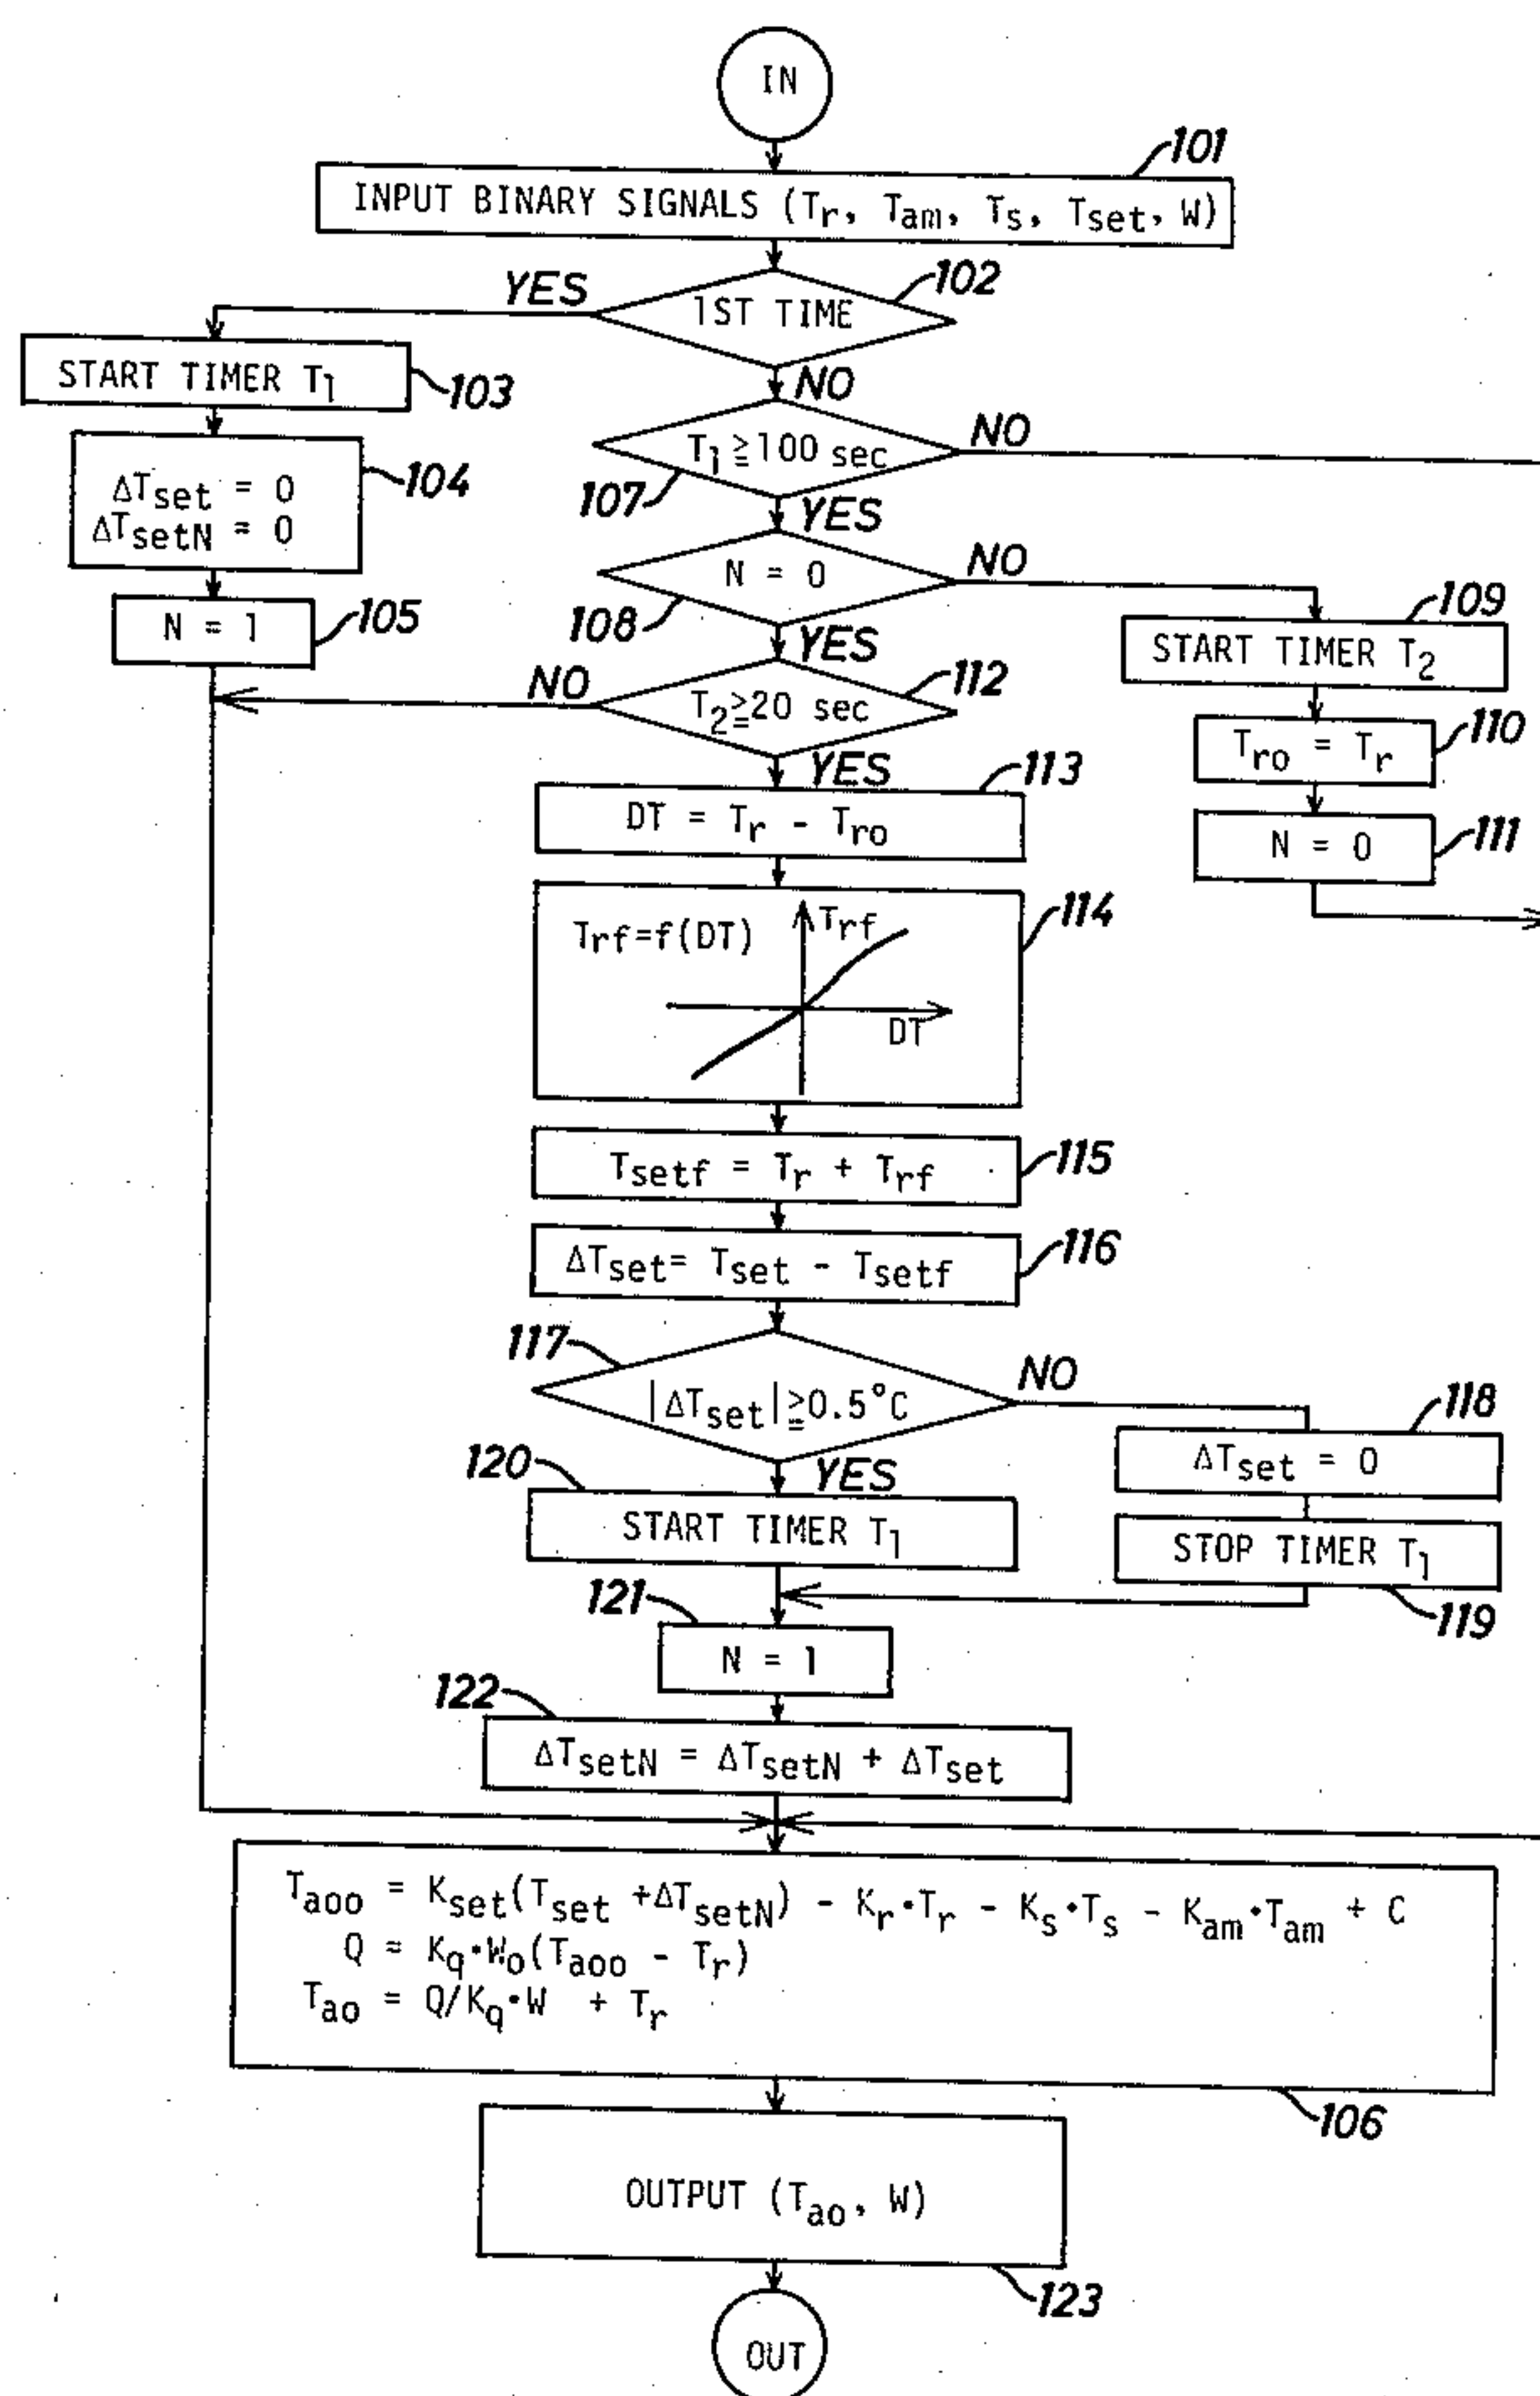 IN
101
INPUT BINARY SIGNALS (Tr, Tam, Ts, Tset, W)
102
YES
1ST TIME
START TIMER T1
103
NO
T1 ≧ 100 sec
NO
107
ΔTset = 0
ΔTsetN = 0
104
YES
N = 0
NO
108
N = 1
105
109
START TIMER T2
YES
NO
T2 ≧ 20 sec
112
Tro = Tr
110
YES
113
DT = Tr - Tro
N = 0
111
Trf=f(DT)
Trf
DT
114
Tsetf = Tr + Trf
115
ΔTset= Tset - Tsetf
116
117
|ΔTset| ≧ 0.5°C
NO
118
ΔTset = 0
120
YES
START TIMER T1
STOP TIMER T1
119
121
N = 1
122
ΔTsetN = ΔTsetN + ΔTset
Taoo = Kset(Tset +ΔTsetN) - Kr•Tr - Ks•Ts - Kam•Tam + C
Q = Kq•Wo(Taoo - Tr)
Tao = Q/Kq•W + Tr
106
OUTPUT (Tao, W)
123
OUT